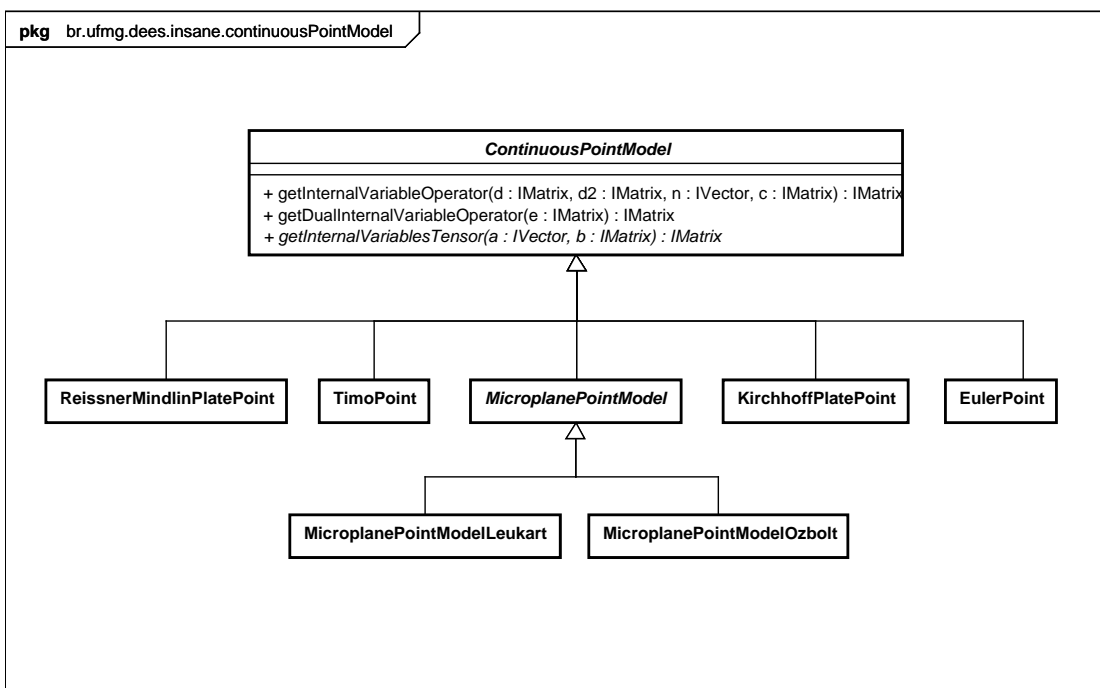 pkg br.ufmg.dees.insane.continuousPointModel
ContinuousPointModel
+ getInternalVariableOperator(d : IMatrix, d2 : IMatrix, n : IVector, c : IMatrix) : IMatrix
+ getDualInternalVariableOperator(e : IMatrix) : IMatrix
+ getInternalVariablesTensor(a : IVector, b : IMatrix) : IMatrix
ReissnerMindlinPlatePoint
TimoPoint
MicroplanePointModel
KirchhoffPlatePoint
EulerPoint
MicroplanePointModelLeukart
MicroplanePointModelOzbolt